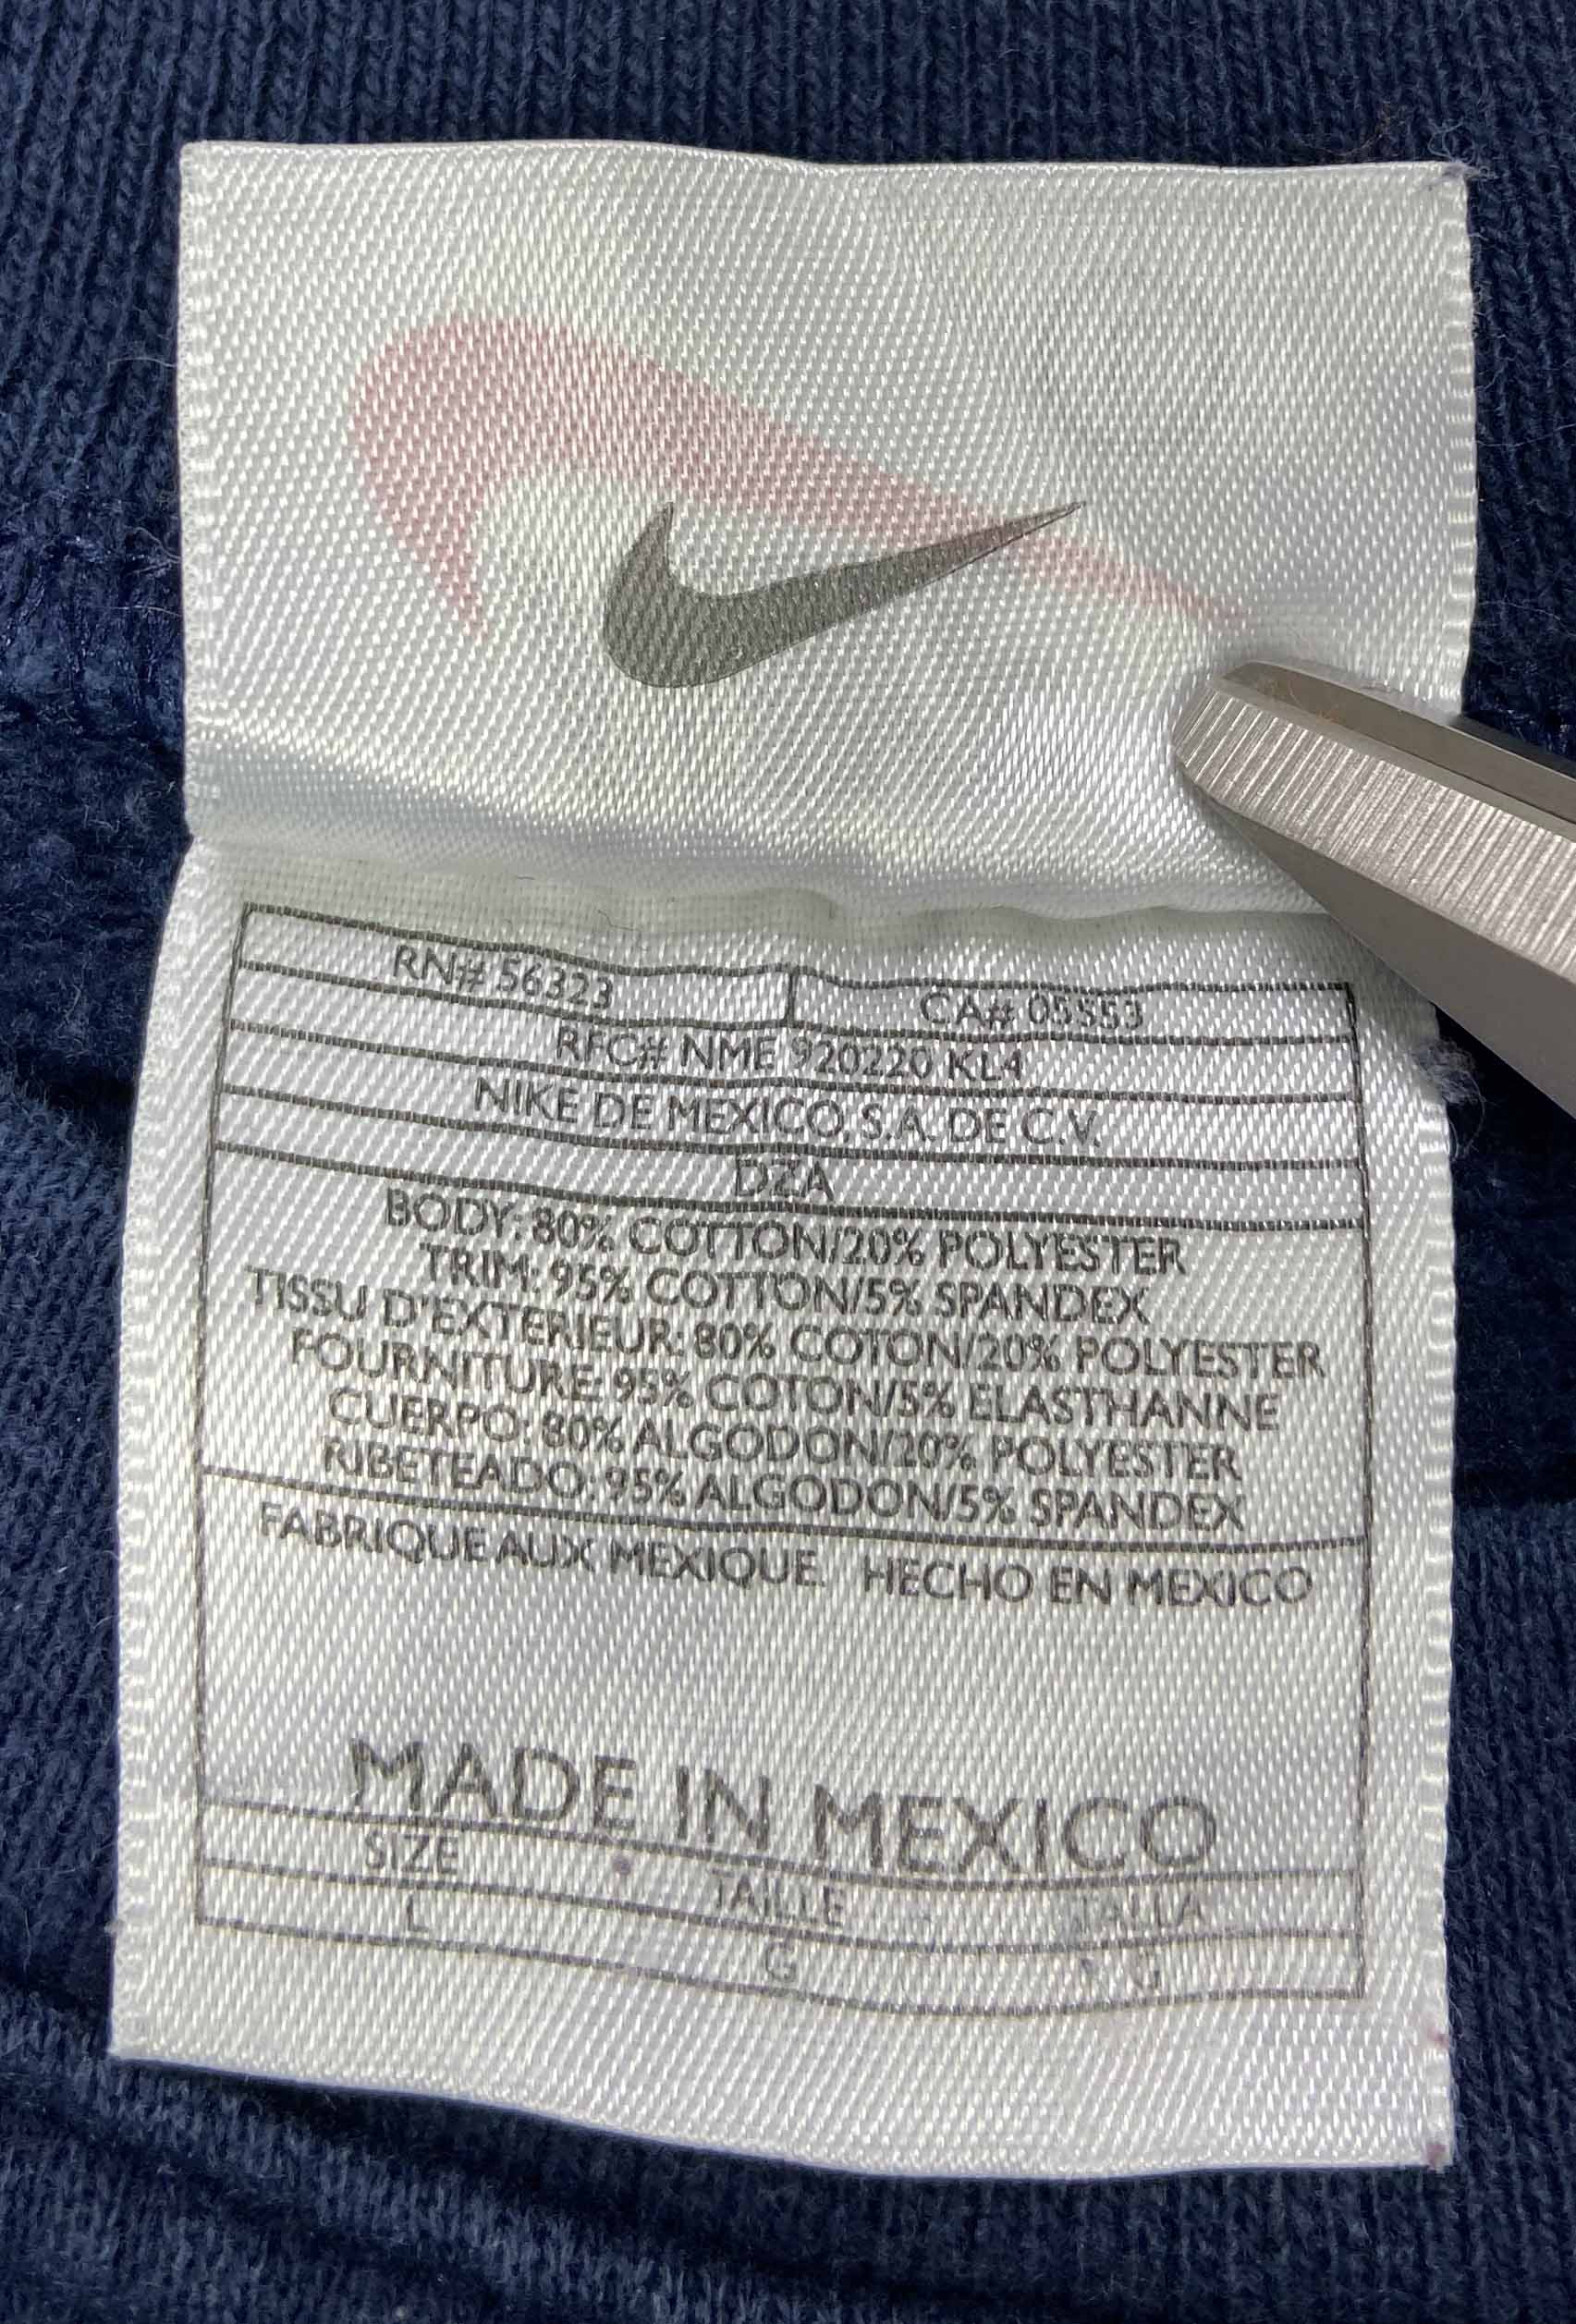 RN# 56323 CA# 05553
RFC# NME 920220 KL4
NIKE DE MEXICO, S.A. DE C.V.
DZA
BODY: 80% COTTON/20% POLYESTER
TRIM: 95% COTTON/5% SPANDEX
TISSU D'EXTERIEUR: 80% COTON/20% POLYESTER
FOURNITURE: 95% COTON/5% ELASTHANNE
CUERPO: 80% ALGODON/20% POLYESTER
RIBETEADO: 95% ALGODON/5% SPANDEX
FABRIQUE AUX MEXIQUE. HECHO EN MEXICO
MADE IN MEXICO
SIZE TAILLE TALLA
L G G